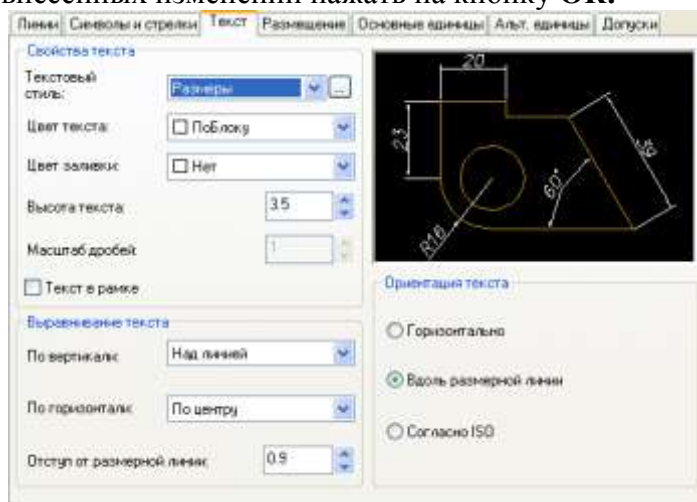 внесенных изменений нажать на кнопку ОК.
Линии Символы и стрелки Текст Размещение Основные единицы Альт. единицы Допуски
Свойства текста
Текстовый стиль: Размеры ...
Цвет текста: ПоБлоку
Цвет заливки: Нет
Высота текста: 3.5
Масштаб дробей: 1
Текст в рамке
Выравнивание текста
По вертикали: Над линией
По горизонтали: По центру
Отступ от размерной линии: 0.9
20
23
60°
R16
Ориентация текста
Горизонтально
Вдоль размерной линии
Согласно ISO